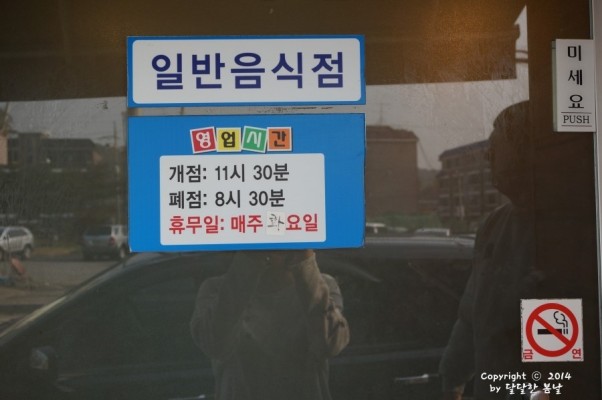 일반음식점
영업시간
개점: 11시 30분
폐점: 8시 30분
휴무일: 매주 화요일
미세요
PUSH
금연
Copyright ⓒ 2014
by 달달한 봄날